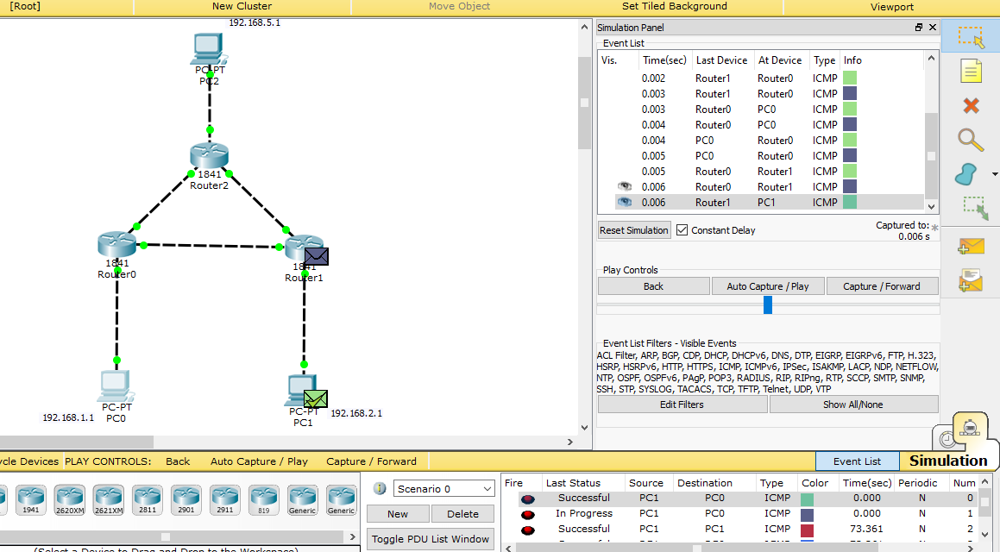 [Root] New Cluster Move Object Set Tiled Background Viewport
192.168.5.1
PC-PT
PC2
1841
Router2
1841
Router0
1841
Router1
PC-PT
PC0
192.168.1.1
PC-PT
PC1
192.168.2.1
Simulation Panel
Event List
Vis. Time(sec) Last Device At Device Type Info
0.002 Router1 Router0 ICMP
0.003 Router1 Router0 ICMP
0.003 Router0 PC0 ICMP
0.004 Router0 PC0 ICMP
0.004 PC0 Router0 ICMP
0.005 PC0 Router0 ICMP
0.005 Router0 Router1 ICMP
0.006 Router0 Router1 ICMP
0.006 Router1 PC1 ICMP
Reset Simulation Constant Delay Captured to: *
0.006 s
Play Controls
Back Auto Capture / Play Capture / Forward
Event List Filters - Visible Events
ACL Filter, ARP, BGP, CDP, DHCP, DHCPv6, DNS, DTP, EIGRP, EIGRPv6, FTP, H.323,
HSRP, HSRPv6, HTTP, HTTPS, ICMP, ICMPv6, IPSec, ISAKMP, LACP, NDP, NETFLOW,
NTP, OSPF, OSPFv6, PAgP, POP3, RADIUS, RIP, RIPng, RTP, SCCP, SMTP, SNMP,
SSH, STP, SYSLOG, TACACS, TCP, TFTP, Telnet, UDP, VTP
Edit Filters Show All/None
ycle Devices PLAY CONTROLS: Back Auto Capture / Play Capture / Forward Event List Simulation
1941 2620XM 2621XM 2811 2901 2911 819 Generic Generic
(Select a Device to Drag and Drop to the Workspace)
Scenario 0
New Delete
Toggle PDU List Window
Fire Last Status Source Destination Type Color Time(sec) Periodic Num
Successful PC1 PC0 ICMP 0.000 N 0
In Progress PC1 PC0 ICMP 0.000 N 1
Successful PC1 PC1 ICMP 73.361 N 2